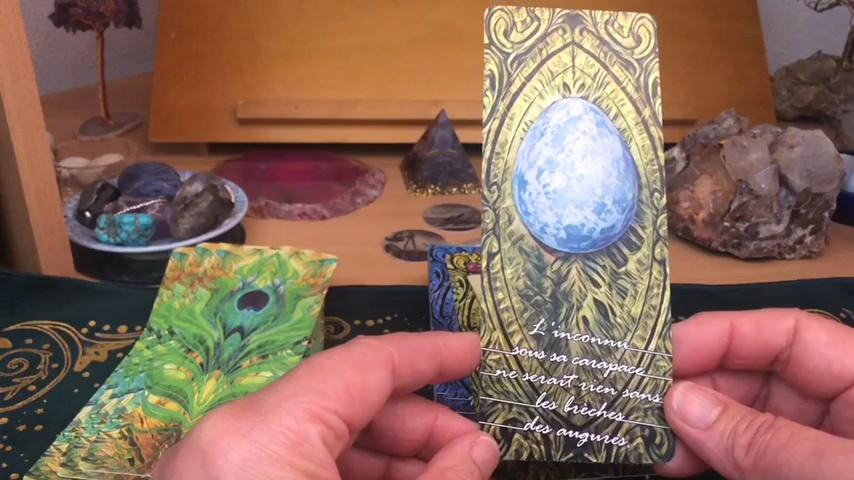 L'inconnu
sous sa carapace
ne serait rien sans
les brèches
des augures.